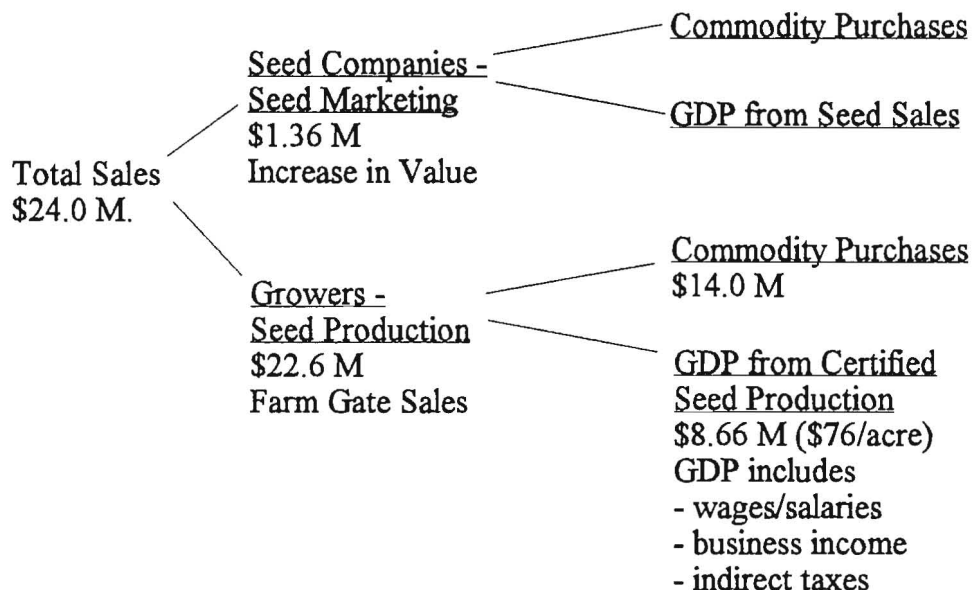 Total Sales
$24.0 M.
Seed Companies -
Seed Marketing
$1.36 M
Increase in Value
Commodity Purchases
GDP from Seed Sales
Growers -
Seed Production
$22.6 M
Farm Gate Sales
Commodity Purchases
$14.0 M
GDP from Certified
Seed Production
$8.66 M ($76/acre)
GDP includes
- wages/salaries
- business income
- indirect taxes